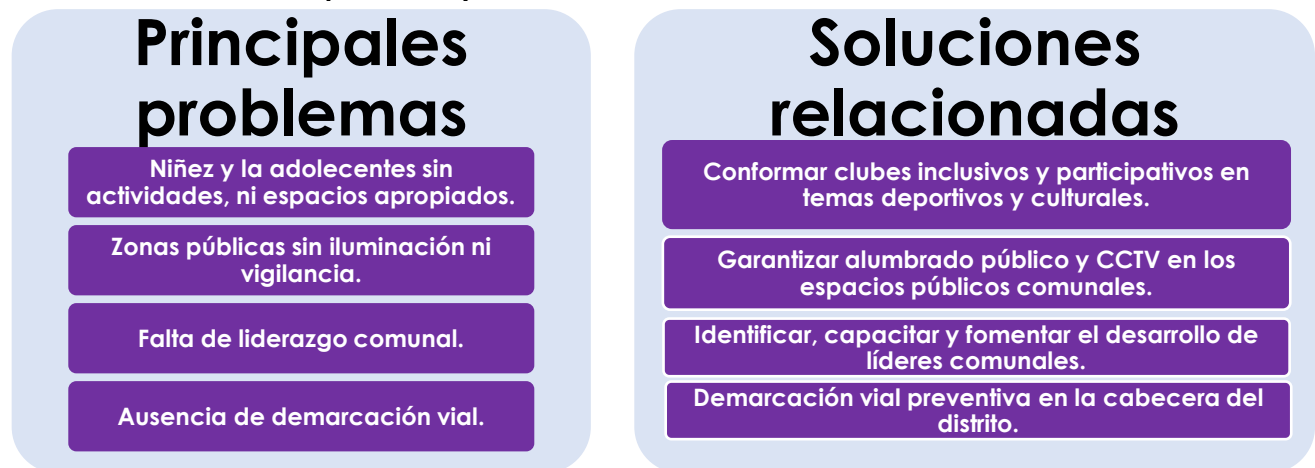 Principales
problemas
Niñez y la adolecentes sin
actividades, ni espacios apropiados.
Zonas públicas sin iluminación ni
vigilancia.
Falta de liderazgo comunal.
Ausencia de demarcación vial.
Soluciones
relacionadas
Conformar clubes inclusivos y participativos en
temas deportivos y culturales.
Garantizar alumbrado público y CCTV en los
espacios públicos comunales.
Identificar, capacitar y fomentar el desarrollo de
líderes comunales.
Demarcación vial preventiva en la cabecera del
distrito.